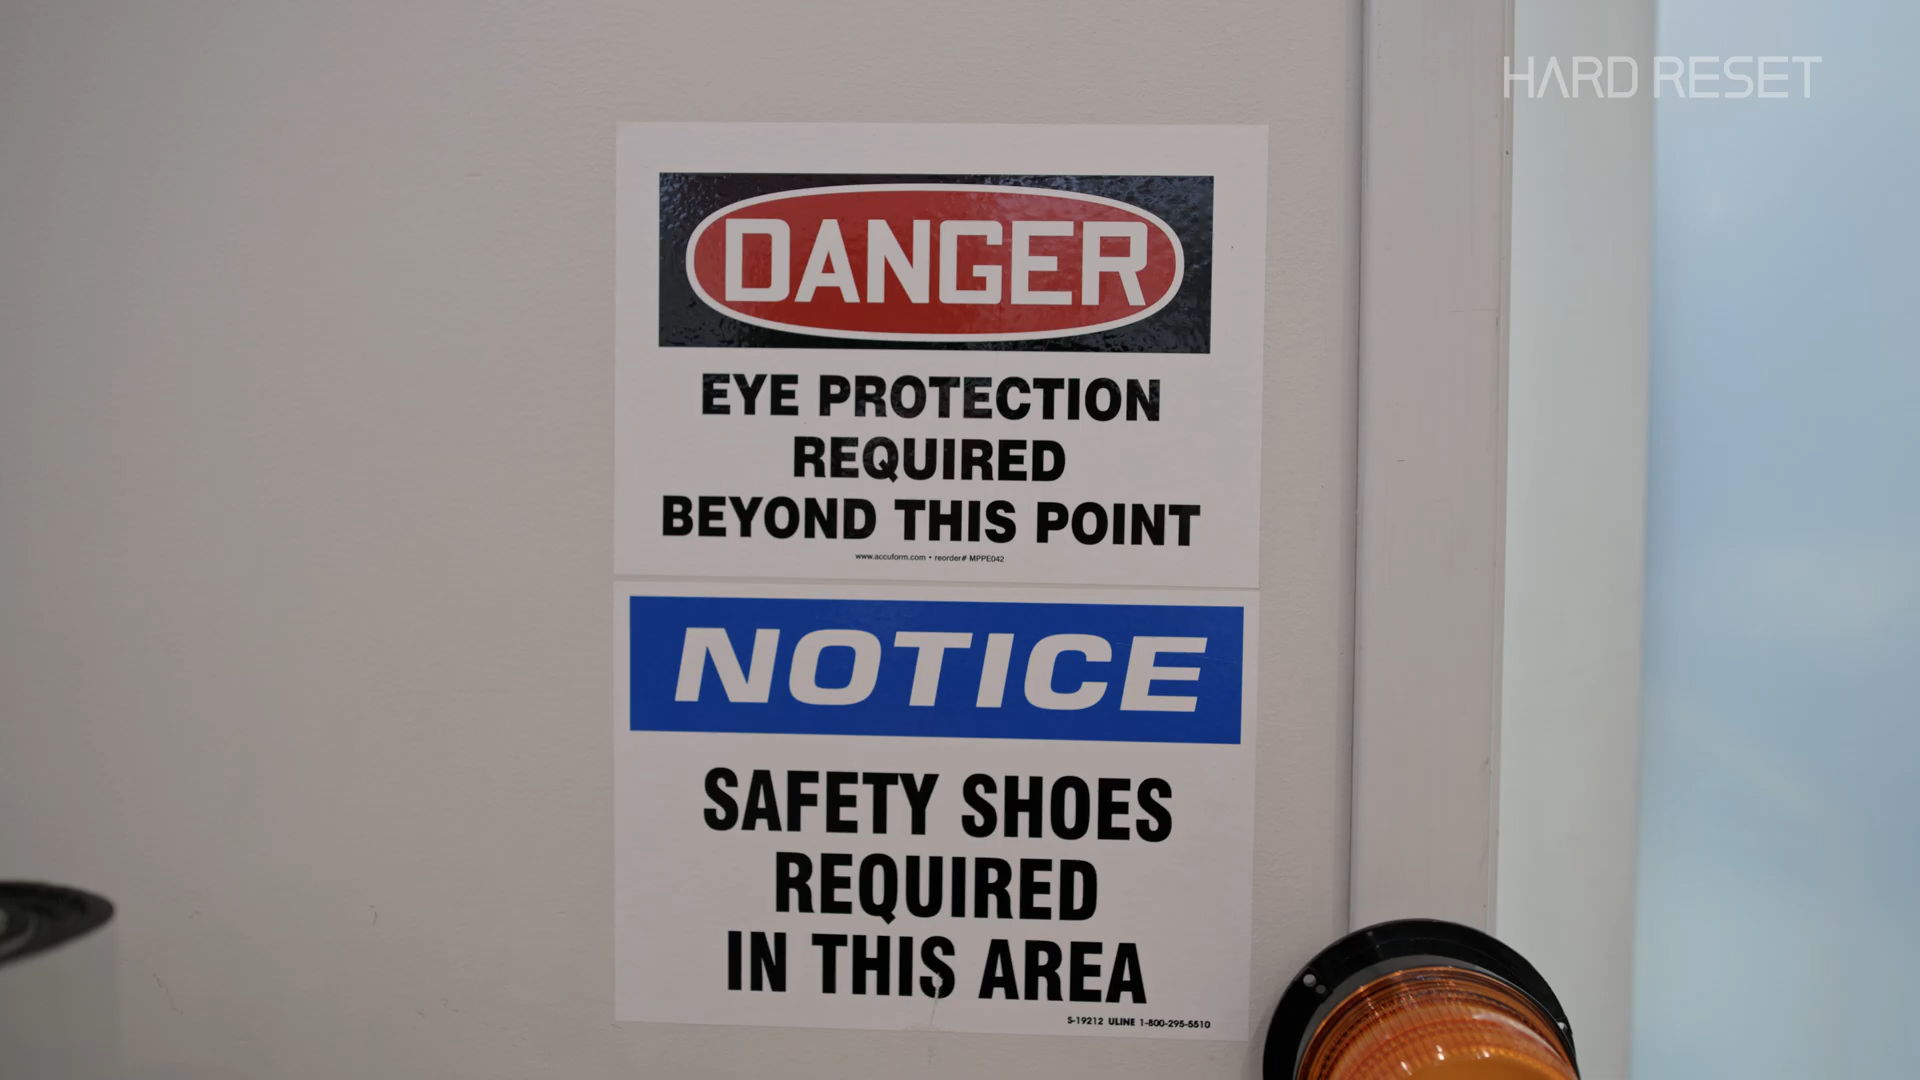 HARD RESET
DANGER
EYE PROTECTION
REQUIRED
BEYOND THIS POINT
www.accuform.com • reorder# MPPE042
NOTICE
SAFETY SHOES
REQUIRED
IN THIS AREA
S-19212 ULINE 1-800-295-5510